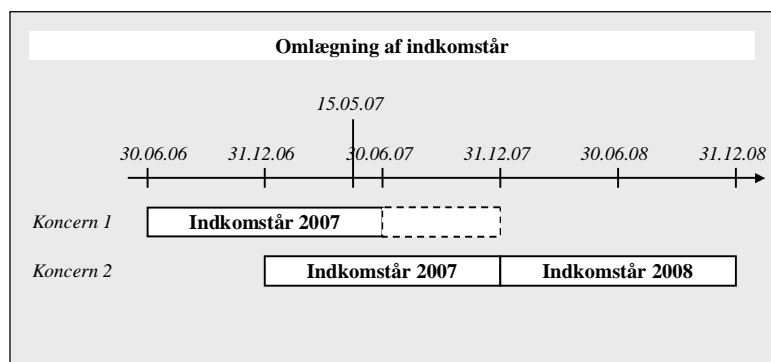 Omlægning af indkomstår
15.05.07
30.06.06 31.12.06 30.06.07 31.12.07 30.06.08 31.12.08
Koncern 1 Indkomstår 2007
Koncern 2 Indkomstår 2007 Indkomstår 2008